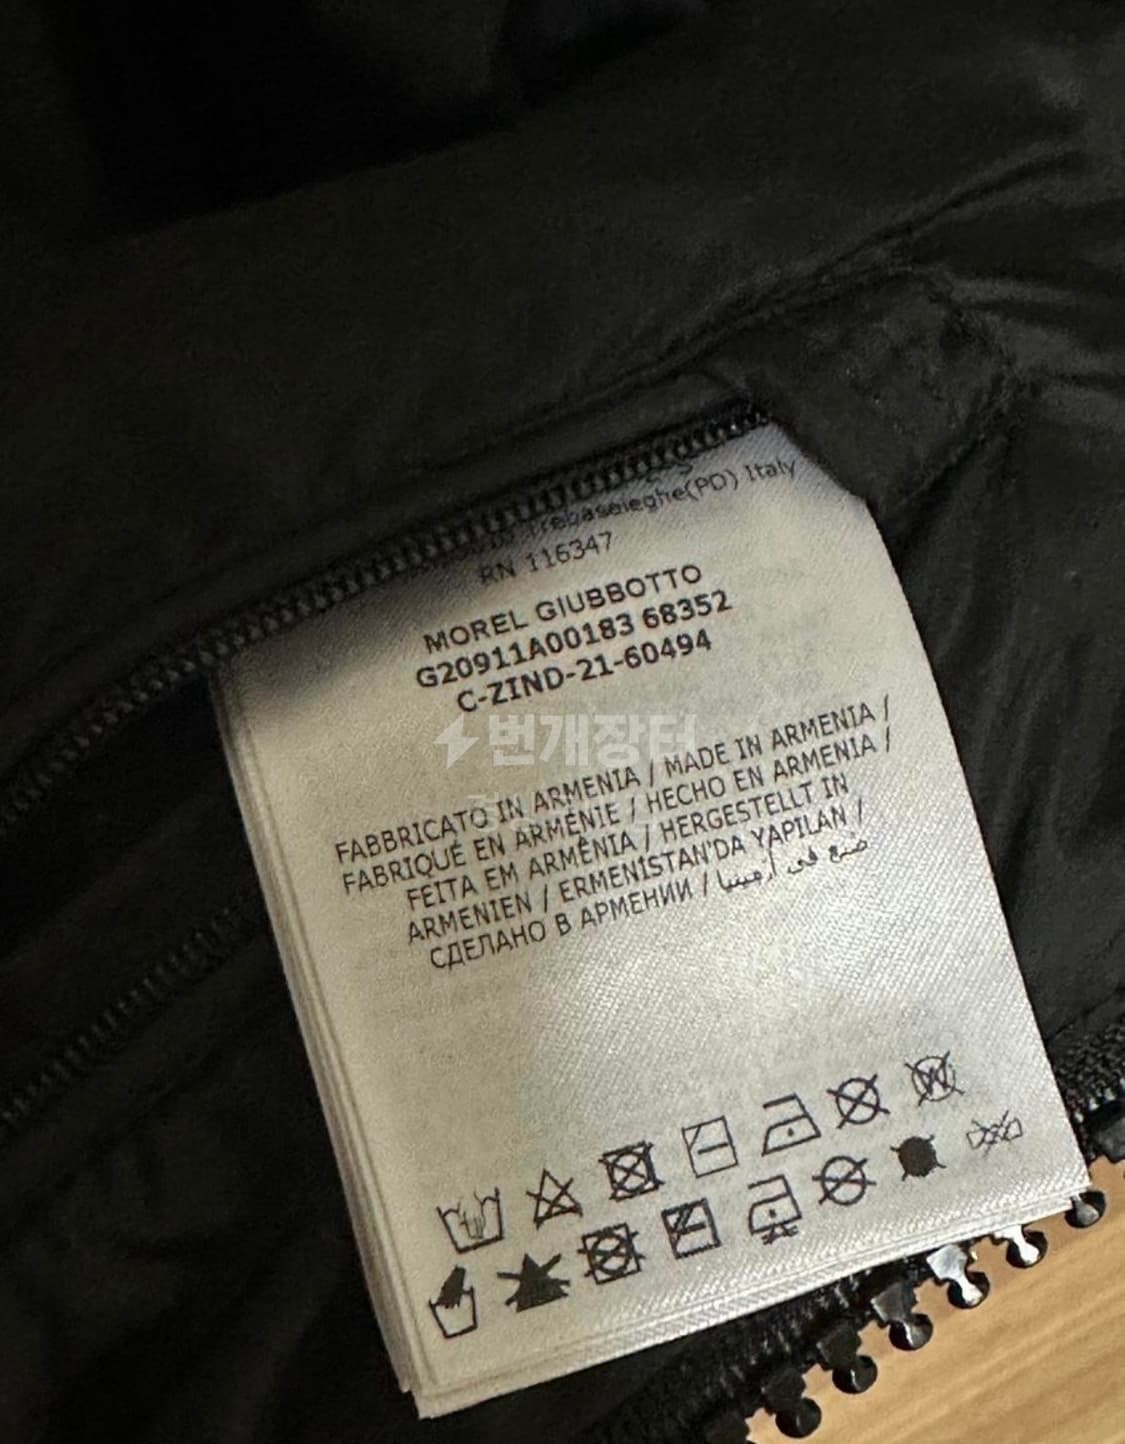 Trebaseleghe(PD) Italy
RN 116347
MOREL GIUBBOTTO
G20911A00183 68352
C-ZIND-21-60494
번개장터
FABBRICATO IN ARMENIA / MADE IN ARMENIA /
FABRIQUÉ EN ARMÉNIE / HECHO EN ARMENIA /
FEITA EM ARMÊNIA / HERGESTELLT IN
ARMENIEN / ERMENİSTAN'DA YAPILAN /
СДЕЛАНО В АРМЕНИИ / صنع في أرمينيا
W